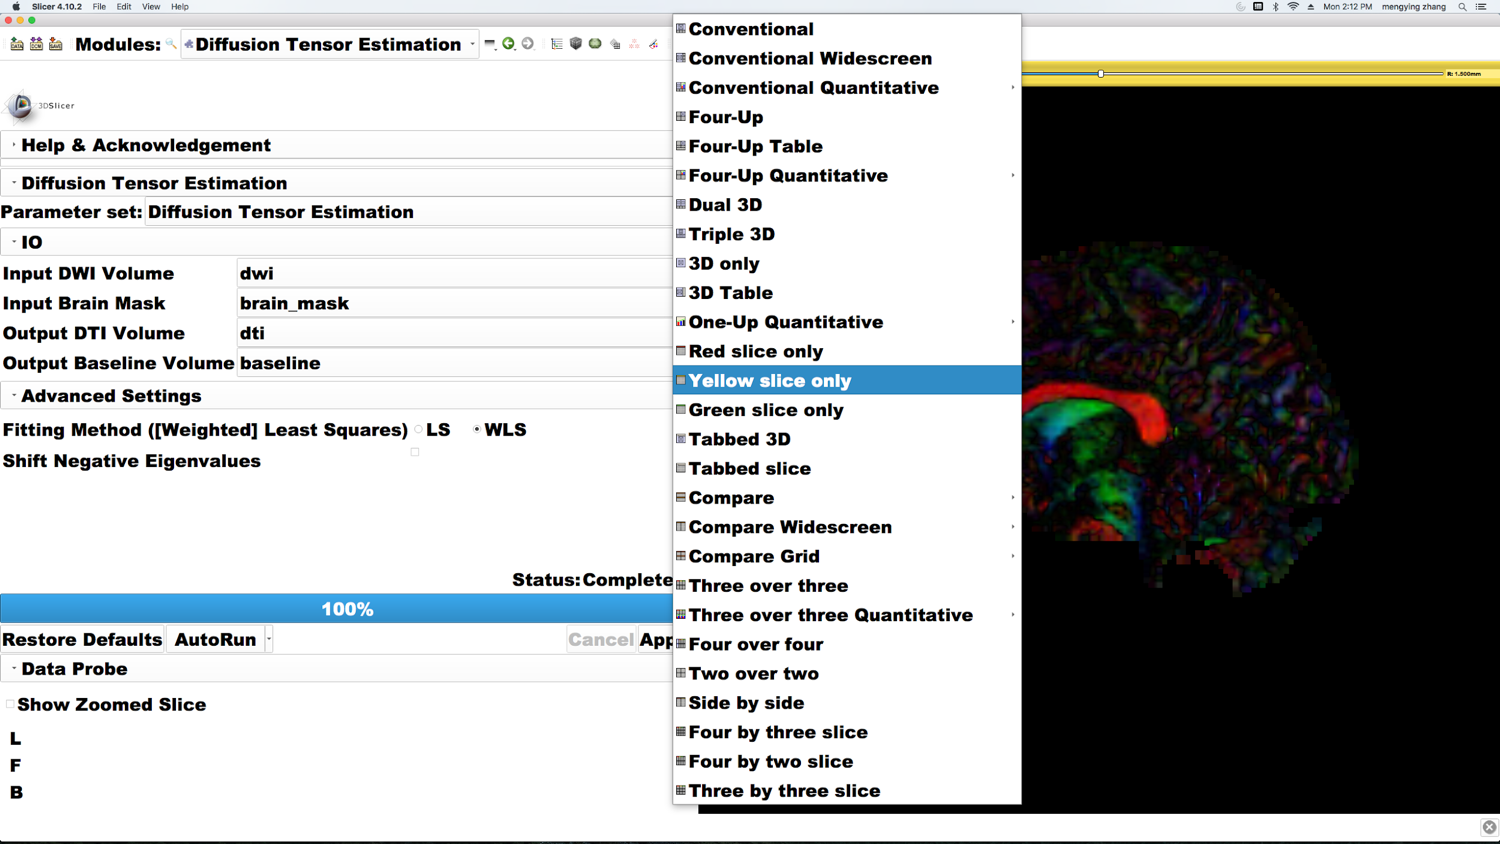 Slicer 4.10.2 File Edit View Help
Mon 2:12 PM mengying zhang
DATA DCM SAVE Modules: Diffusion Tensor Estimation
3DSlicer
Help & Acknowledgement
Diffusion Tensor Estimation
Parameter set: Diffusion Tensor Estimation
IO
Input DWI Volume dwi
Input Brain Mask brain_mask
Output DTI Volume dti
Output Baseline Volume baseline
Advanced Settings
Fitting Method ([Weighted] Least Squares) LS WLS
Shift Negative Eigenvalues
Status: Complete
100%
Restore Defaults AutoRun Cancel App
Data Probe
Show Zoomed Slice
L
F
B
Conventional
Conventional Widescreen
Conventional Quantitative
Four-Up
Four-Up Table
Four-Up Quantitative
Dual 3D
Triple 3D
3D only
3D Table
One-Up Quantitative
Red slice only
Yellow slice only
Green slice only
Tabbed 3D
Tabbed slice
Compare
Compare Widescreen
Compare Grid
Three over three
Three over three Quantitative
Four over four
Two over two
Side by side
Four by three slice
Four by two slice
Three by three slice
R: 1.500mm